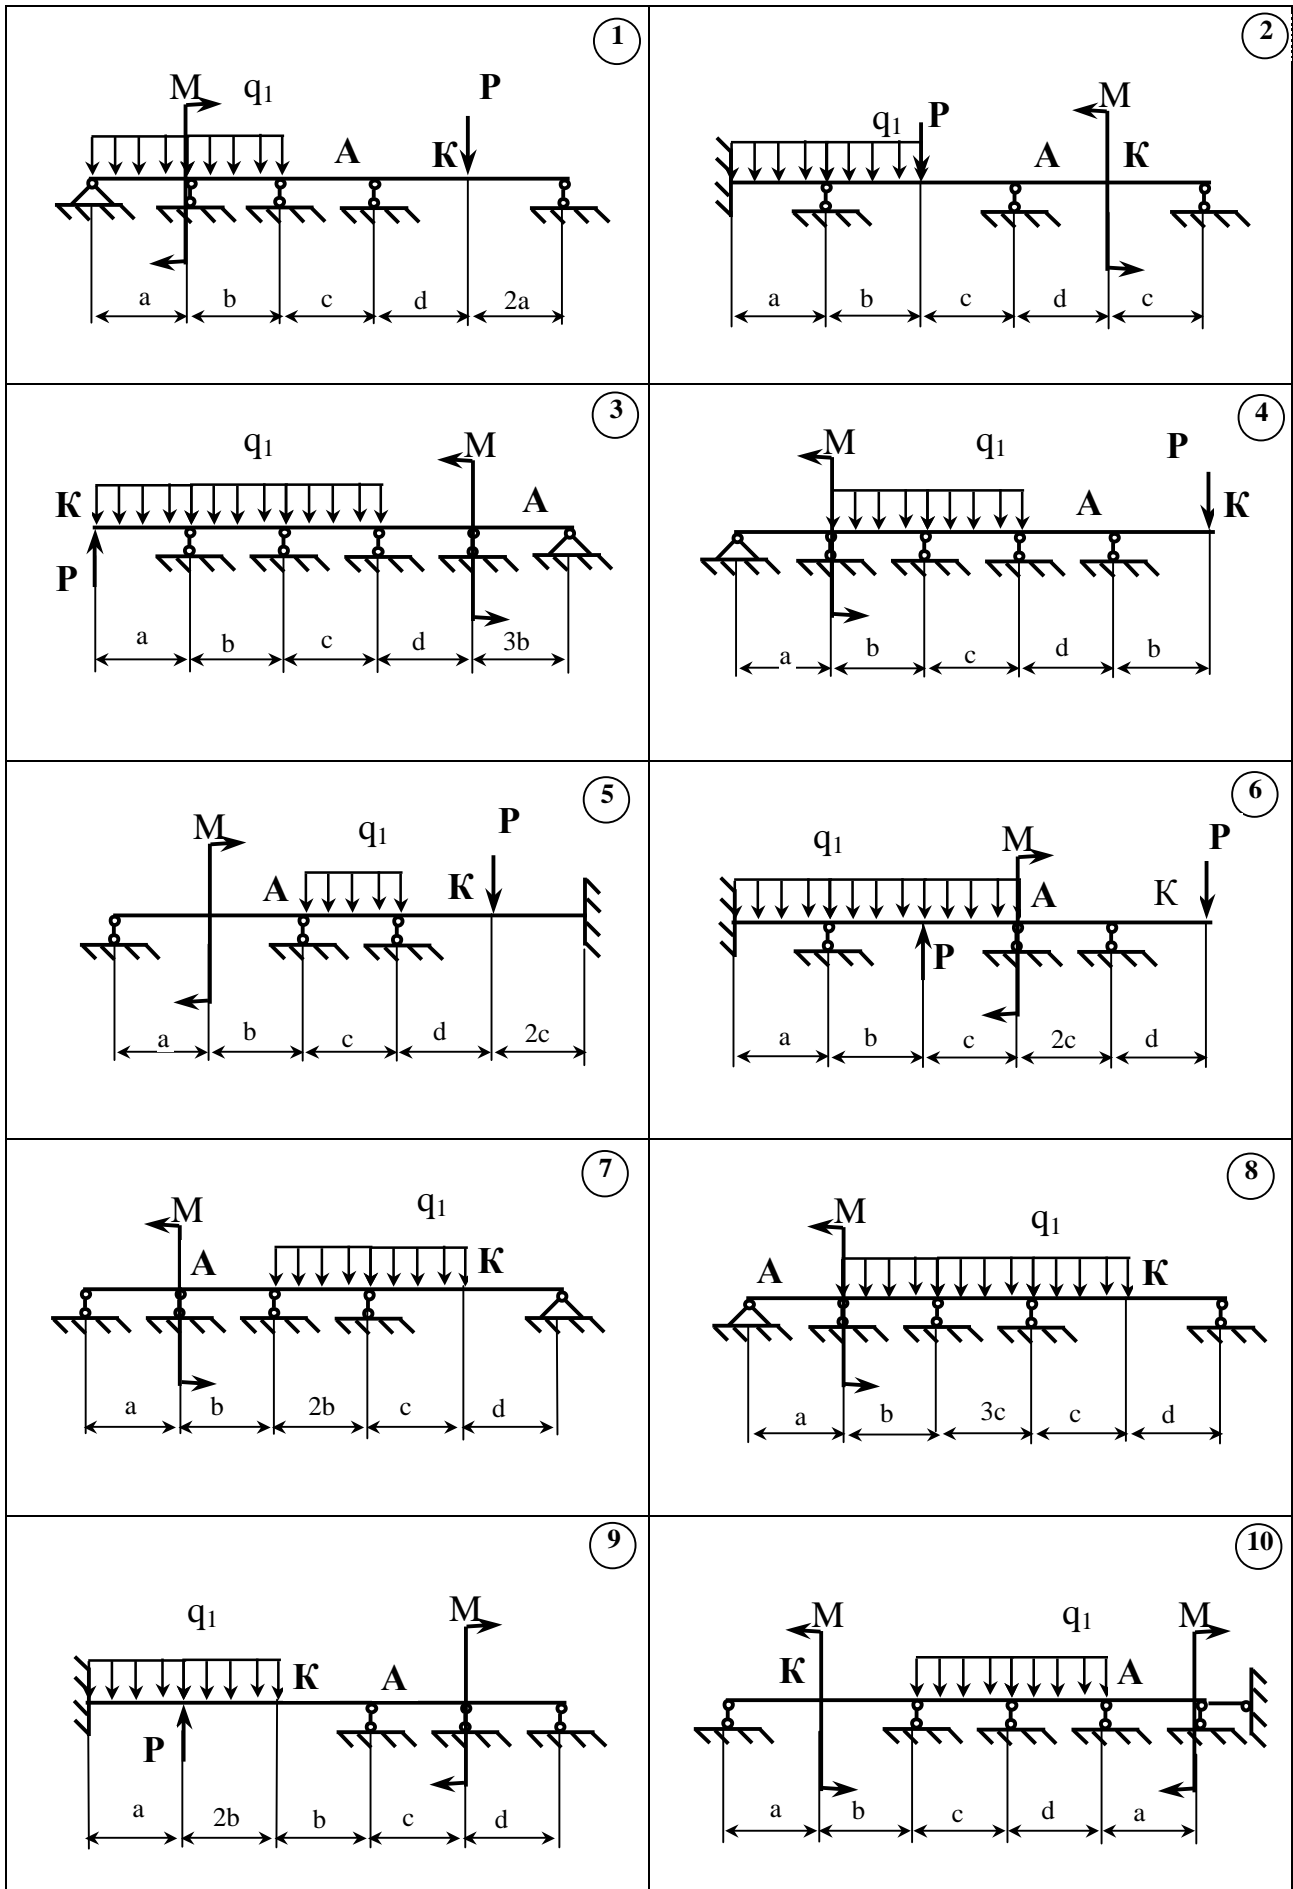 1
M q1 P
A K
a b c d 2a
2
q1 P M
A K
a b c d c
3
q1 M
K A
P
a b c d 3b
4
M q1 P
A K
a b c d b
5
M q1 P
A K
a b c d 2c
6
q1 M P
A K
P
a b c 2c d
7
M q1
A K
a b 2b c d
8
M q1
A K
a b 3c c d
9
q1 M
K A
P
a 2b b c d
10
M q1 M
K A
a b c d a